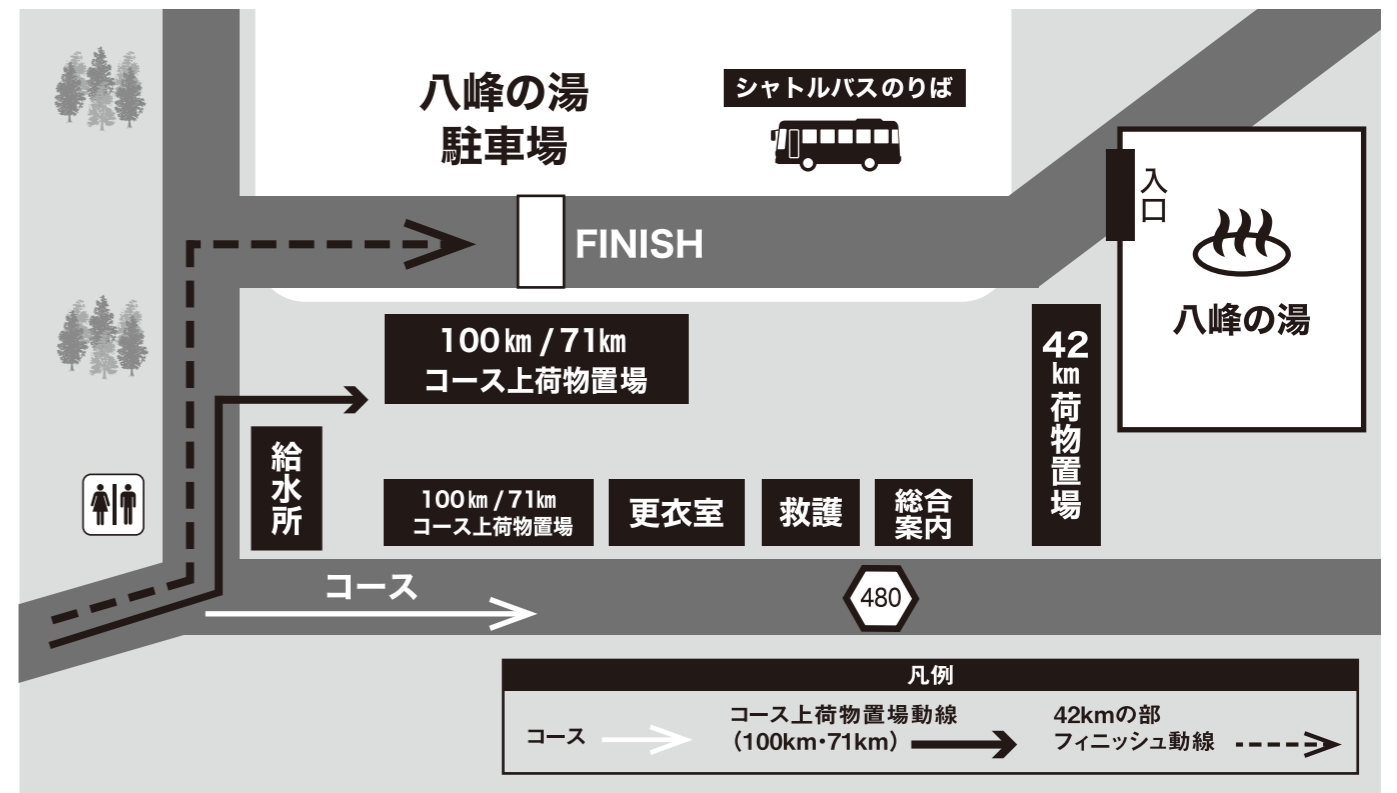 八峰の湯
駐車場
シャトルバスのりば
入口
FINISH
八峰の湯
100㎞ / 71㎞
コース上荷物置場
42㎞荷物置場
給水所
100㎞ / 71㎞
コース上荷物置場
更衣室
救護
総合
案内
コース
480
凡例
コース
コース上荷物置場動線
（100km・71km）
42kmの部
フィニッシュ動線